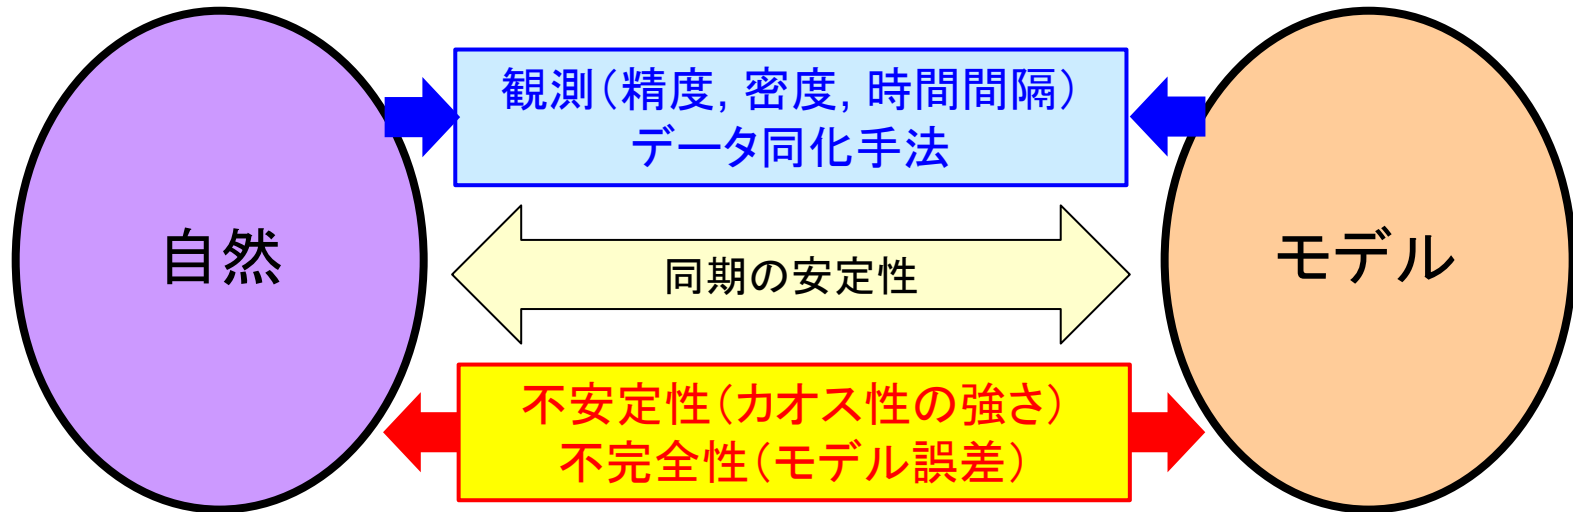 観測（精度, 密度, 時間間隔）
データ同化手法
自然
同期の安定性
モデル
不安定性（カオス性の強さ）
不完全性（モデル誤差）